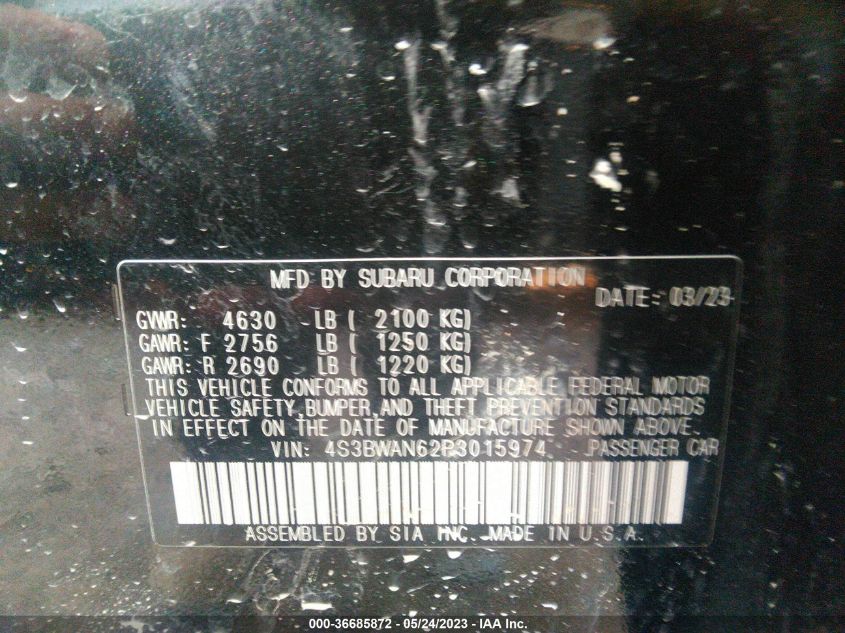 MFD BY SUBARU CORPORATION
DATE: 03/23
GVWR: 4630 LB ( 2100 KG)
GAWR: F 2756 LB ( 1250 KG)
GAWR: R 2690 LB ( 1220 KG)
THIS VEHICLE CONFORMS TO ALL APPLICABLE FEDERAL MOTOR
VEHICLE SAFETY,BUMPER,AND THEFT PREVENTION STANDARDS
IN EFFECT ON THE DATE OF MANUFACTURE SHOWN ABOVE.
VIN: 4S3BWAN62P3015974 PASSENGER CAR
ASSEMBLED BY SIA INC. MADE IN U.S.A.
000-36685872 - 05/24/2023 - IAA Inc.